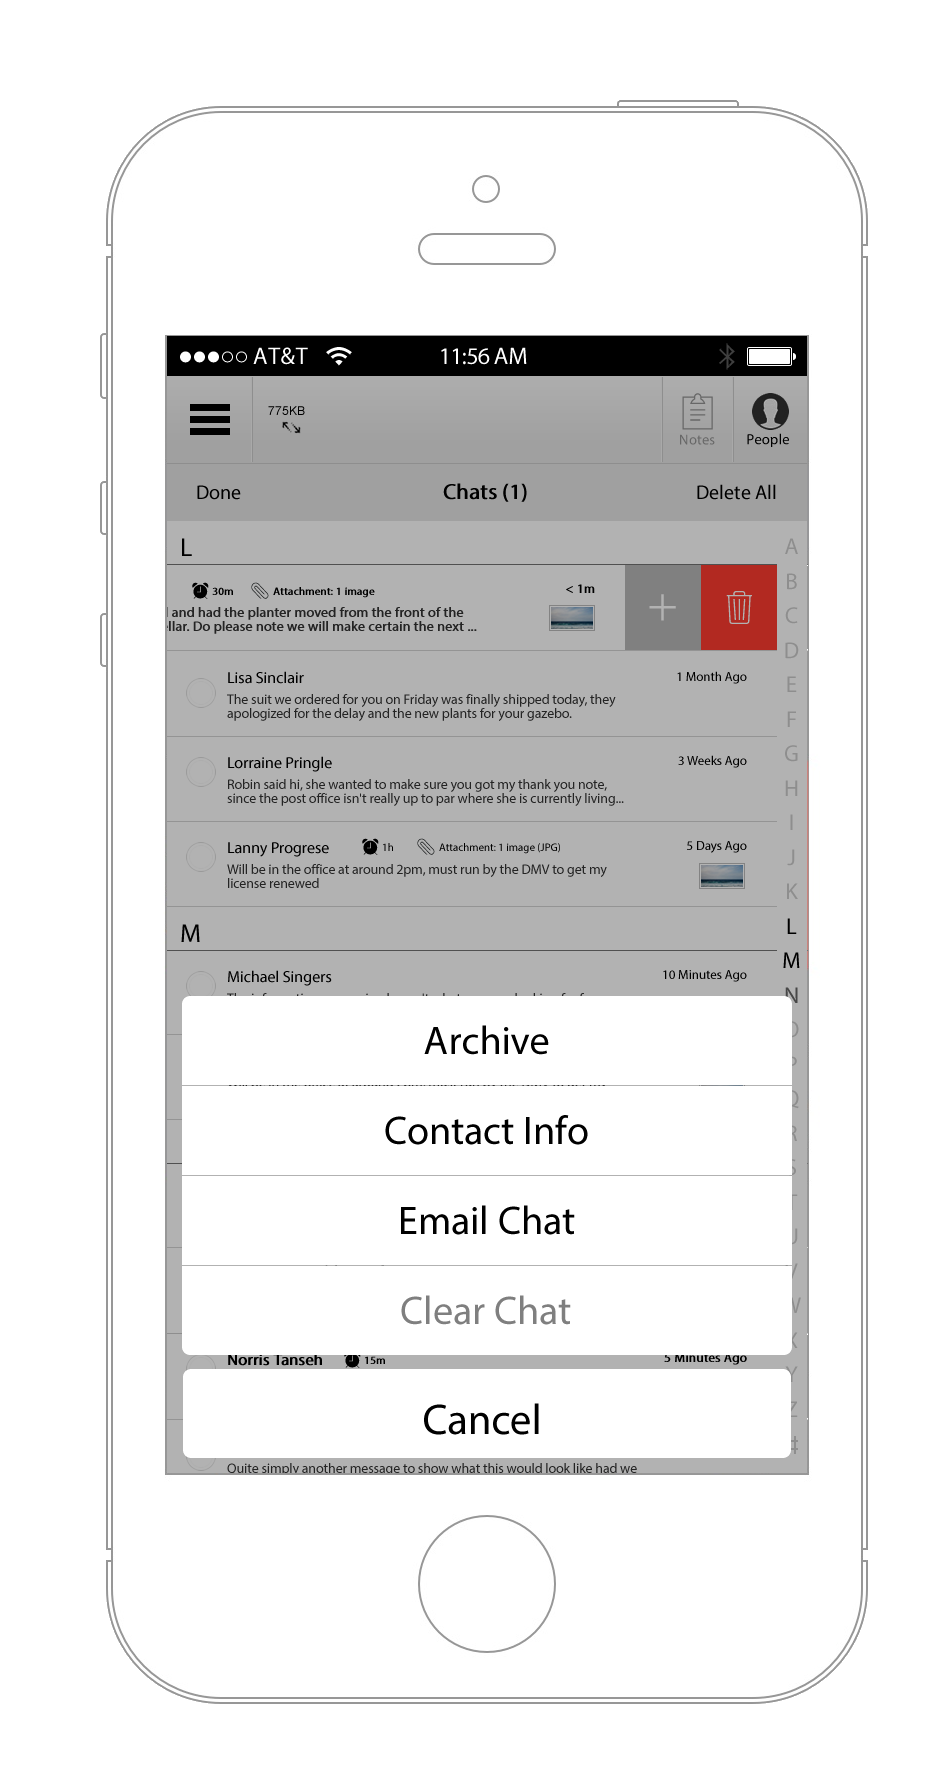 AT&T 11:56 AM
775KB
Notes
People
Done Chats (1) Delete All
L
30m Attachment: 1 image < 1m
and had the planter moved from the front of the
llar. Do please note we will make certain the next ...
Lisa Sinclair 1 Month Ago
The suit we ordered for you on Friday was finally shipped today, they
apologized for the delay and the new plants for your gazebo.
Lorraine Pringle 3 Weeks Ago
Robin said hi, she wanted to make sure you got my thank you note,
since the post office isn't really up to par where she is currently living...
Lanny Progrese 1h Attachment: 1 image (JPG) 5 Days Ago
Will be in the office at around 2pm, must run by the DMV to get my
license renewed
M
Michael Singers 10 Minutes Ago
Archive
Contact Info
Email Chat
Clear Chat
Norris Tanseh 15m 5 Minutes Ago
Cancel
Quite simply another message to show what this would look like had we
A
B
C
D
E
F
G
H
I
J
K
L
M
N
O
P
Q
R
S
T
U
V
W
X
Y
Z
#